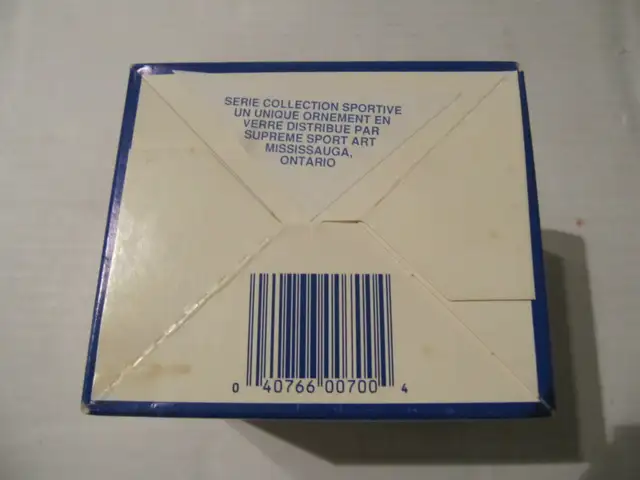 SERIE COLLECTION SPORTIVE
UN UNIQUE ORNEMENT EN
VERRE DISTRIBUE PAR
SUPREME SPORT ART
MISSISSAUGA,
ONTARIO
0 40766 00700 4